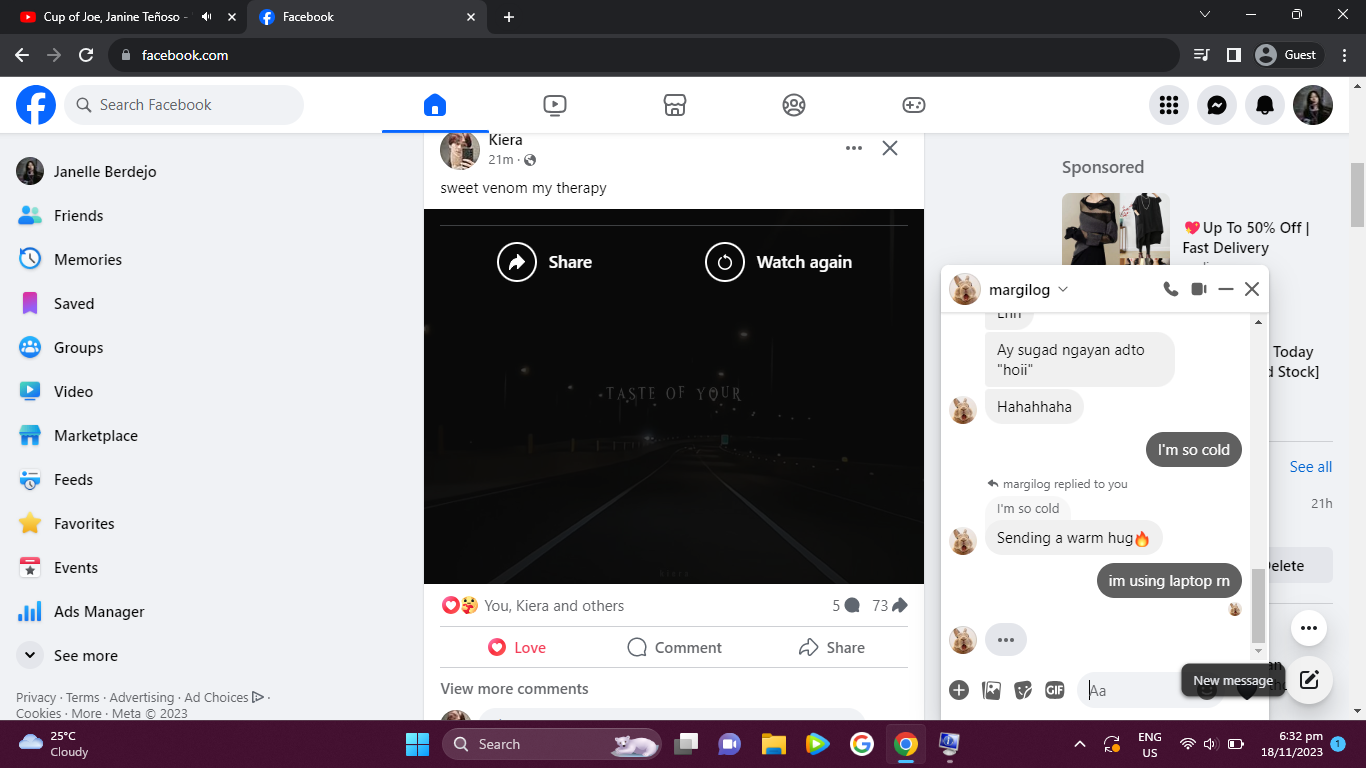 Cup of Joe, Janine Teñoso -
Facebook
facebook.com
Guest
Search Facebook
Janelle Berdejo
Friends
Memories
Saved
Groups
Video
Marketplace
Feeds
Favorites
Events
Ads Manager
See more
Privacy · Terms · Advertising · Ad Choices ·
Cookies · More · Meta © 2023
Kiera
21m ·
sweet venom my therapy
Share
Watch again
TASTE OF YOUR
You, Kiera and others
5
73
Love
Comment
Share
View more comments
Sponsored
💖Up To 50% Off |
Fast Delivery
Today
Stock]
See all
21h
margilog
Ay sugad ngayan adto
"hoii"
Hahahhaha
I'm so cold
margilog replied to you
I'm so cold
Sending a warm hug🔥
im using laptop rn
GIF
Aa
New message
25°C
Cloudy
Search
ENG
US
6:32 pm
18/11/2023
1